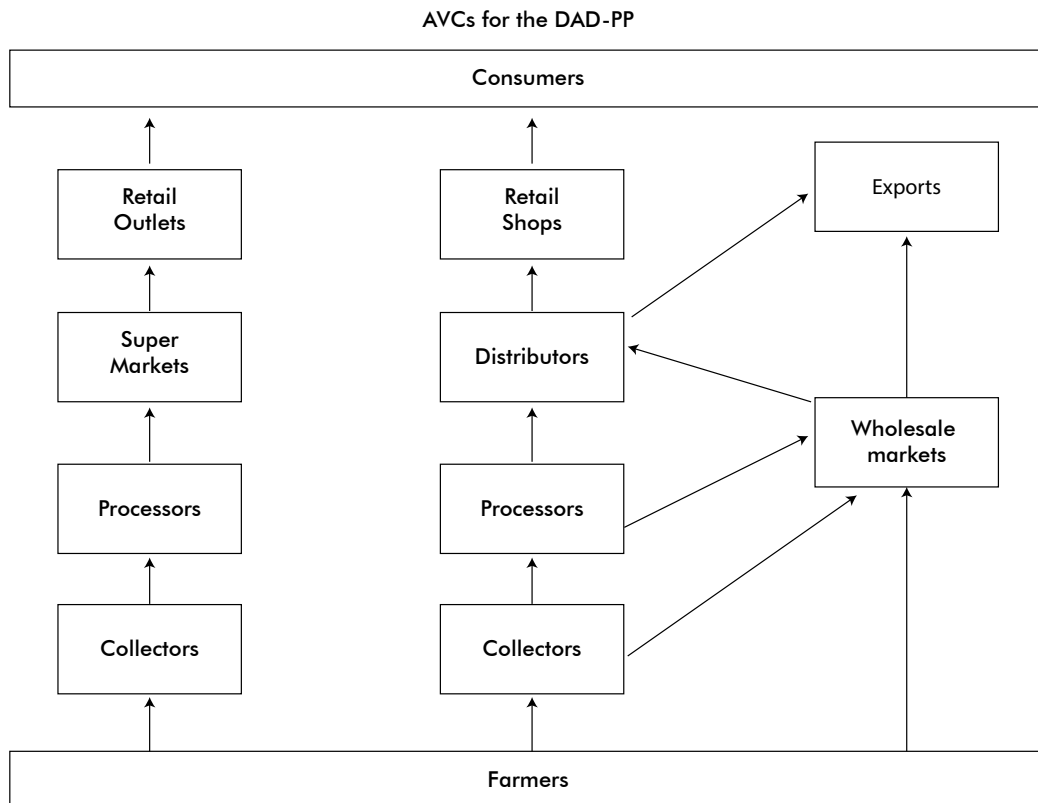 AVCs for the DAD-PP
Consumers
Retail
Outlets
Retail
Shops
Exports
Super
Markets
Distributors
Wholesale
markets
Processors
Processors
Collectors
Collectors
Farmers